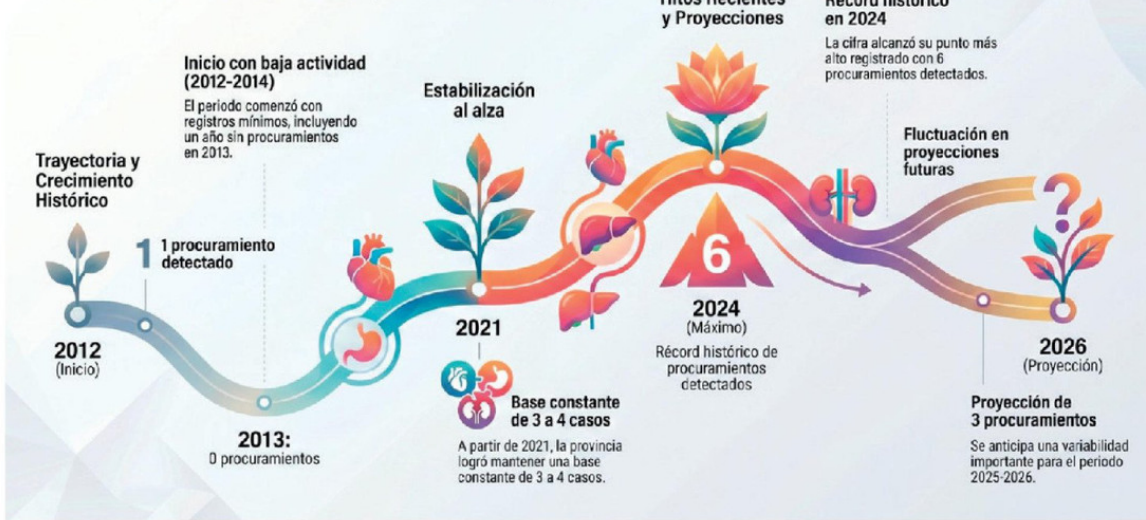 Trayectoria y
Crecimiento
Histórico
2012
(Inicio)
1
1 procuramiento
detectado
Inicio con baja actividad
(2012-2014)
El periodo comenzó con
registros mínimos, incluyendo
un año sin procuramientos
en 2013.
2013:
0 procuramientos
Estabilización
al alza
2021
Base constante
de 3 a 4 casos
A partir de 2021, la provincia
logró mantener una base
constante de 3 a 4 casos.
Hitos Recientes
y Proyecciones
6
2024
(Máximo)
Récord histórico de
procuramientos
detectados
Récord histórico
en 2024
La cifra alcanzó su punto más
alto registrado con 6
procuramientos detectados.
Fluctuación en
proyecciones
futuras
?
2026
(Proyección)
Proyección de
3 procuramientos
Se anticipa una variabilidad
importante para el periodo
2025-2026.